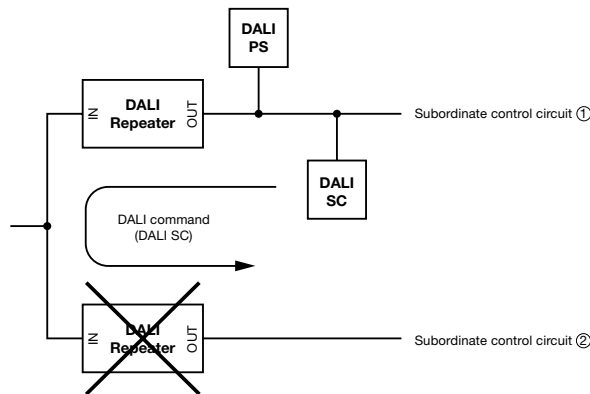 DALI
PS
IN
DALI
Repeater
OUT
Subordinate control circuit ①
DALI
SC
DALI command
(DALI SC)
IN
DALI
Repeater
OUT
Subordinate control circuit ②